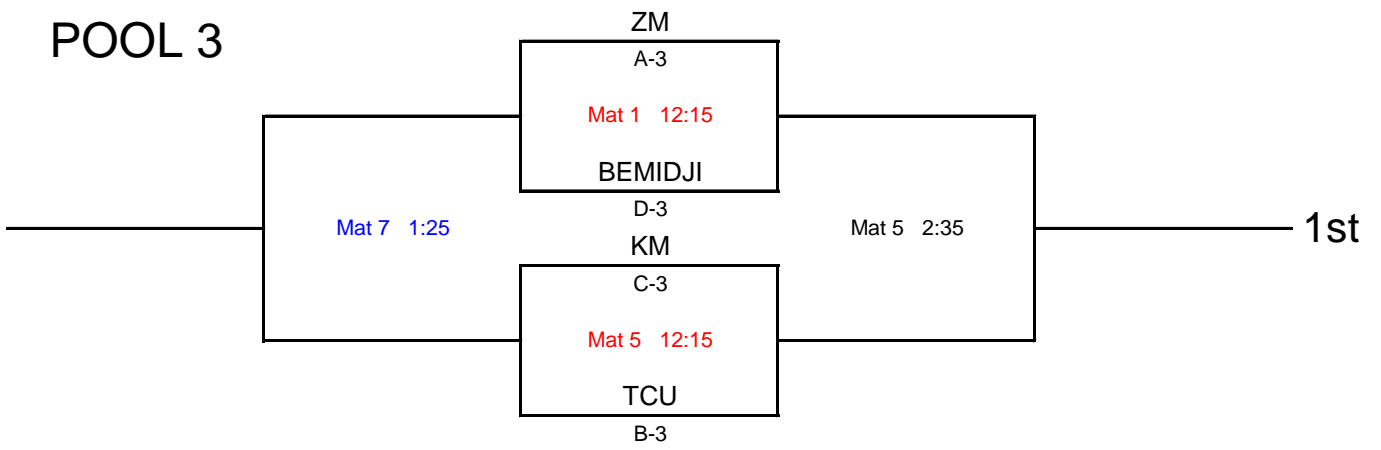 POOL 3
ZM
A-3
Mat 1 12:15
BEMIDJI
D-3
Mat 7 1:25
Mat 5 2:35
1st
KM
C-3
Mat 5 12:15
TCU
B-3